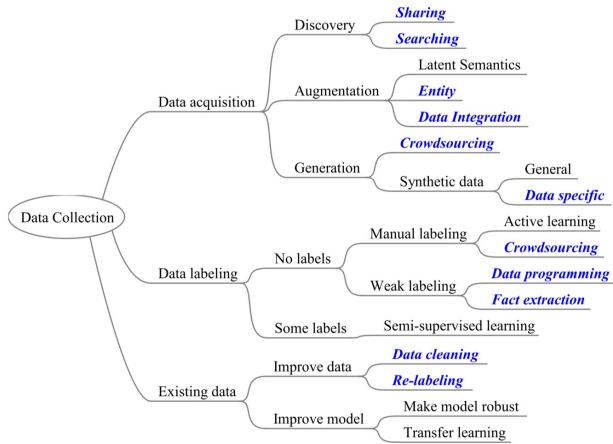 Data Collection
Data acquisition
Discovery
Sharing
Searching
Augmentation
Latent Semantics
Entity
Data Integration
Generation
Crowdsourcing
Synthetic data
General
Data specific
Data labeling
No labels
Manual labeling
Active learning
Crowdsourcing
Weak labeling
Data programming
Fact extraction
Some labels
Semi-supervised learning
Existing data
Improve data
Data cleaning
Re-labeling
Improve model
Make model robust
Transfer learning